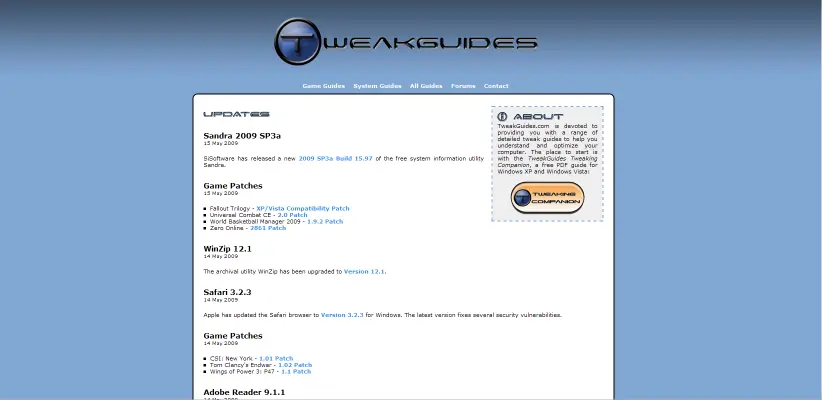 TWEAKGUIDES
Game Guides System Guides All Guides Forums Contact
UPDATES
Sandra 2009 SP3a
15 May 2009
SiSoftware has released a new 2009 SP3a Build 15.97 of the free system information utility
Sandra.
Game Patches
15 May 2009
Fallout Trilogy - XP/Vista Compatibility Patch
Universal Combat CE - 2.0 Patch
World Basketball Manager 2009 - 1.9.2 Patch
Zero Online - 2861 Patch
WinZip 12.1
14 May 2009
The archival utility WinZip has been upgraded to Version 12.1.
Safari 3.2.3
14 May 2009
Apple has updated the Safari browser to Version 3.2.3 for Windows. The latest version fixes several security vulnerabilities.
Game Patches
14 May 2009
CSI: New York - 1.01 Patch
Tom Clancy's Endwar - 1.02 Patch
Wings of Power 3: P47 - 1.1 Patch
Adobe Reader 9.1.1
14 May 2009
ABOUT
TweakGuides.com is devoted to
providing you with a range of
detailed tweak guides to help you
understand and optimize your
computer. The place to start is
with the TweakGuides Tweaking
Companion, a free PDF guide for
Windows XP and Windows Vista:
TWEAKING
COMPANION